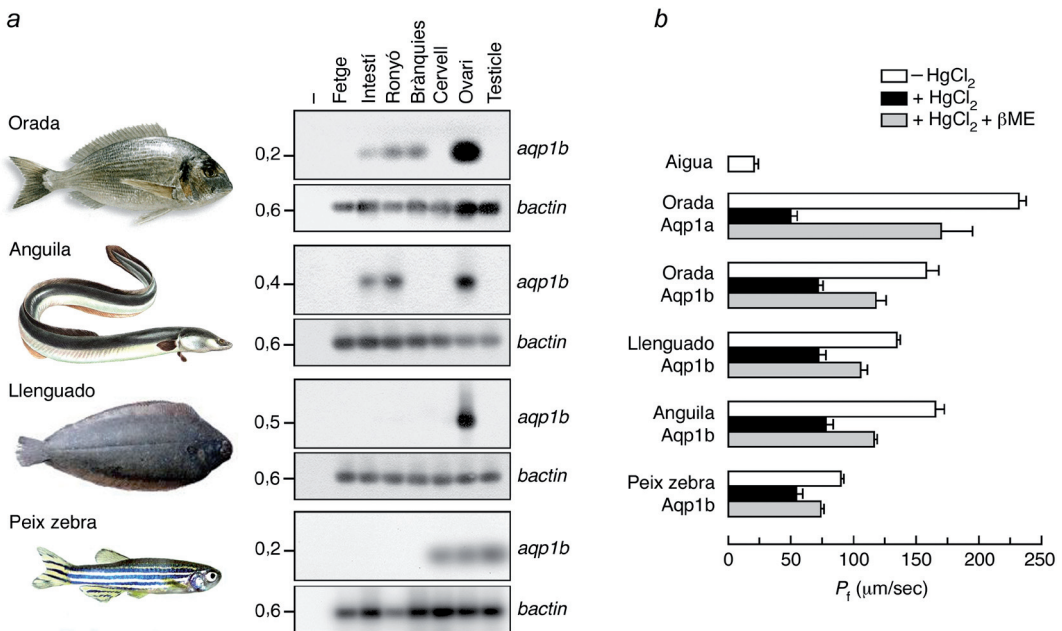 a
–
Fetge
Intestí
Ronyó
Brànquies
Cervell
Ovari
Testicle
Orada
0,2
aqp1b
0,6
bactin
Anguila
0,4
aqp1b
0,6
bactin
Llenguado
0,5
aqp1b
0,6
bactin
Peix zebra
0,2
aqp1b
0,6
bactin
b
– HgCl₂
+ HgCl₂
+ HgCl₂ + βME
Aigua
Orada
Aqp1a
Orada
Aqp1b
Llenguado
Aqp1b
Anguila
Aqp1b
Peix zebra
Aqp1b
0 50 100 150 200 250
Pf (µm/sec)